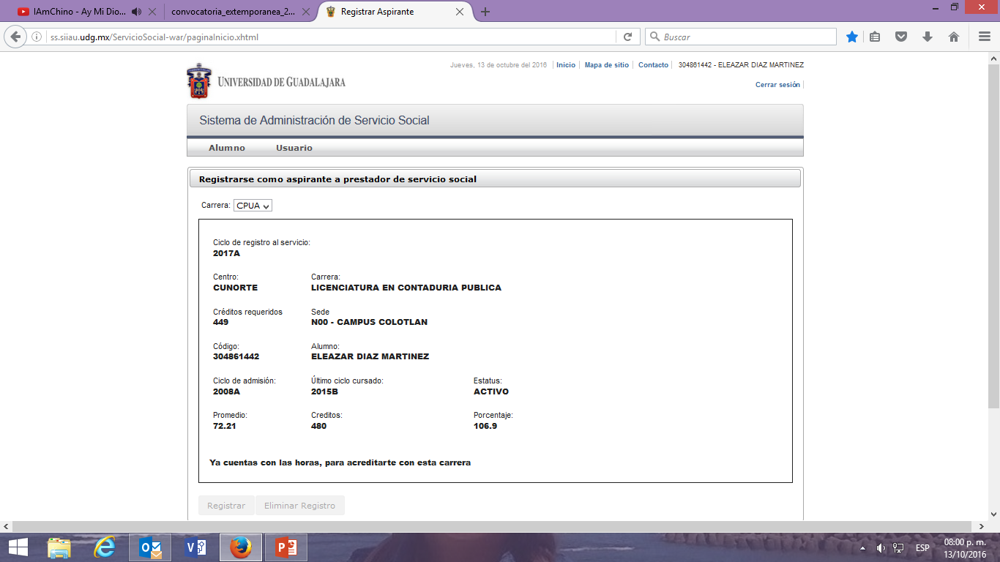 IAmChino - Ay Mi Dio...
convocatoria_extemporanea_2...
Registrar Aspirante
ss.siiau.udg.mx/ServicioSocial-war/paginaInicio.xhtml
Buscar
Jueves, 13 de octubre del 2016 Inicio Mapa de sitio Contacto 304861442 - ELEAZAR DIAZ MARTINEZ
UNIVERSIDAD DE GUADALAJARA
Cerrar sesión
Sistema de Administración de Servicio Social
Alumno Usuario
Registrarse como aspirante a prestador de servicio social
Carrera: CPUA
Ciclo de registro al servicio:
2017A
Centro: Carrera:
CUNORTE LICENCIATURA EN CONTADURIA PUBLICA
Créditos requeridos Sede
449 N00 - CAMPUS COLOTLAN
Código: Alumno:
304861442 ELEAZAR DIAZ MARTINEZ
Ciclo de admisión: Último ciclo cursado: Estatus:
2008A 2015B ACTIVO
Promedio: Creditos: Porcentaje:
72.21 480 106.9
Ya cuentas con las horas, para acreditarte con esta carrera
Registrar Eliminar Registro
ESP
08:00 p. m.
13/10/2016